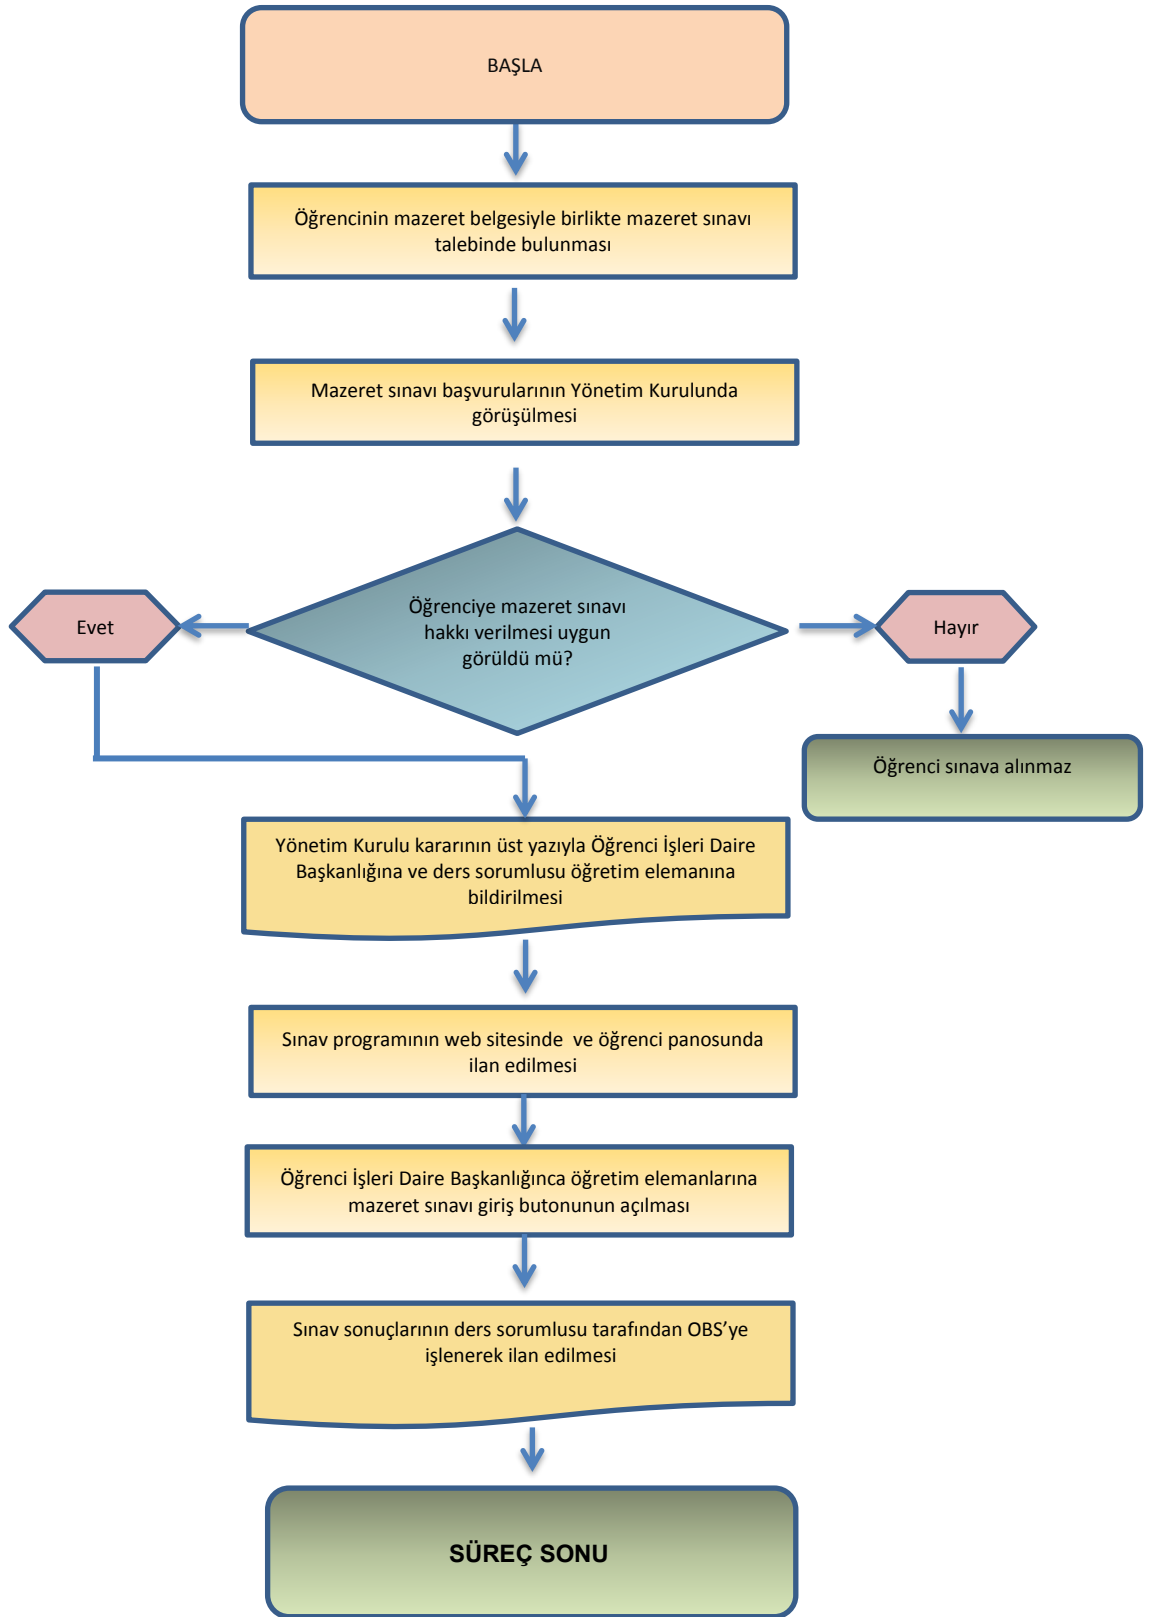 BAŞLA
Öğrencinin mazeret belgesiyle birlikte mazeret sınavı
talebinde bulunması
Mazeret sınavı başvurularının Yönetim Kurulunda
görüşülmesi
Öğrenciye mazeret sınavı
hakkı verilmesi uygun
görüldü mü?
Evet
Hayır
Öğrenci sınava alınmaz
Yönetim Kurulu kararının üst yazıyla Öğrenci İşleri Daire
Başkanlığına ve ders sorumlusu öğretim elemanına
bildirilmesi
Sınav programının web sitesinde  ve öğrenci panosunda
ilan edilmesi
Öğrenci İşleri Daire Başkanlığınca öğretim elemanlarına
mazeret sınavı giriş butonunun açılması
Sınav sonuçlarının ders sorumlusu tarafından OBS’ye
işlenerek ilan edilmesi
SÜREÇ SONU